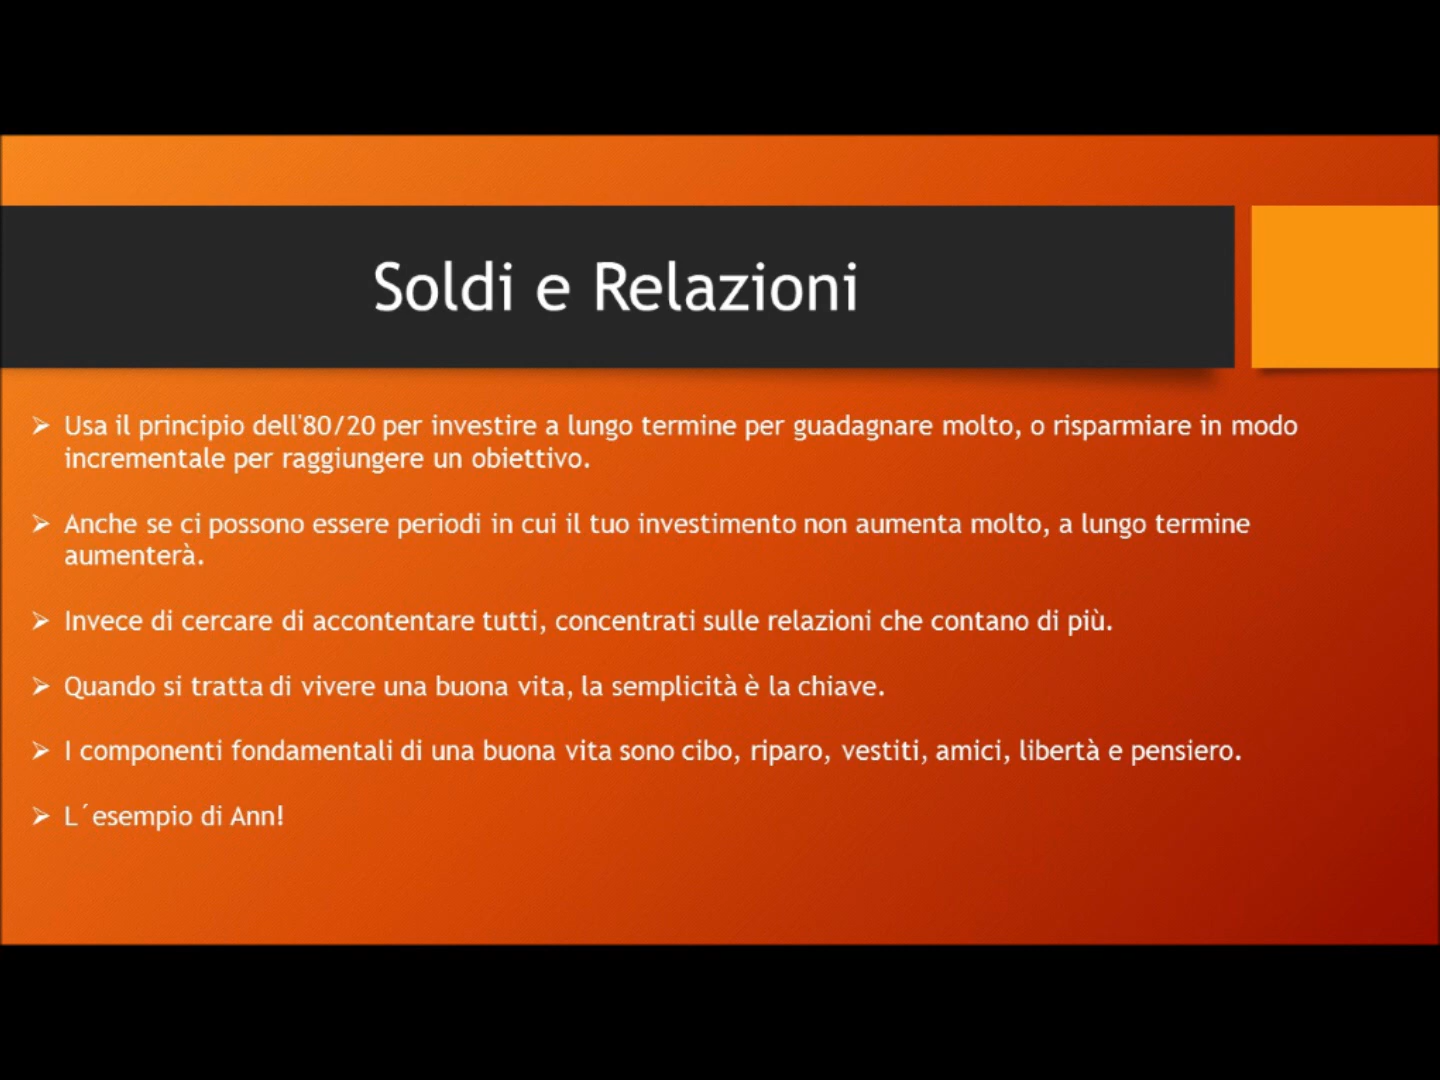 Soldi e Relazioni
Usa il principio dell'80/20 per investire a lungo termine per guadagnare molto, o risparmiare in modo
incrementale per raggiungere un obiettivo.
Anche se ci possono essere periodi in cui il tuo investimento non aumenta molto, a lungo termine
aumenterà.
Invece di cercare di accontentare tutti, concentrati sulle relazioni che contano di più.
Quando si tratta di vivere una buona vita, la semplicità è la chiave.
I componenti fondamentali di una buona vita sono cibo, riparo, vestiti, amici, libertà e pensiero.
L´esempio di Ann!